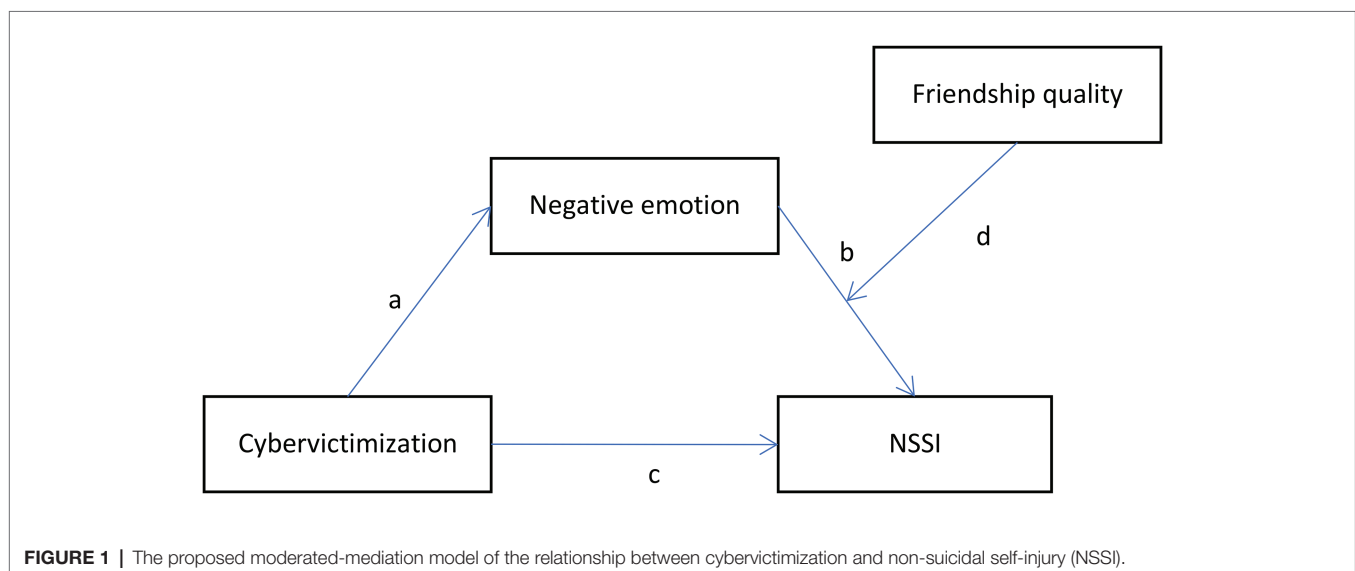 Friendship quality
Negative emotion
b
d
a
Cybervictimization
NSSI
c
FIGURE 1 | The proposed moderated-mediation model of the relationship between cybervictimization and non-suicidal self-injury (NSSI).